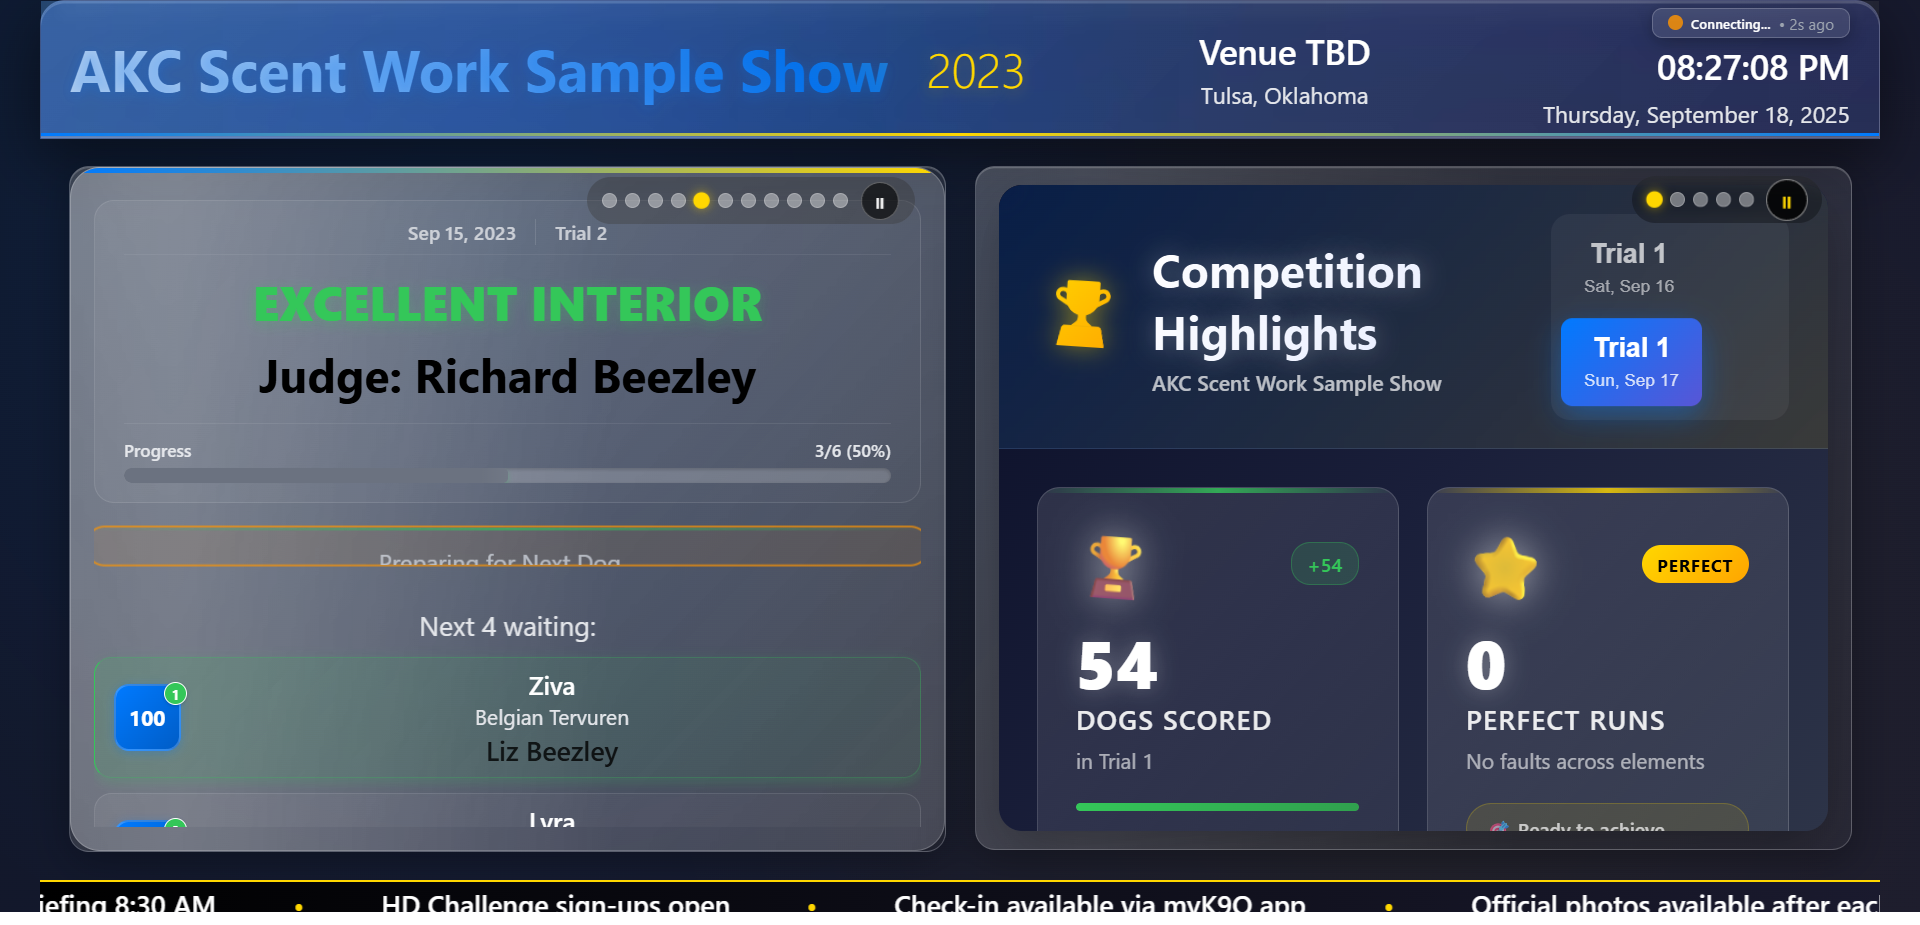 AKC Scent Work Sample Show 2023
Venue TBD
Tulsa, Oklahoma
Connecting... • 2s ago
08:27:08 PM
Thursday, September 18, 2025
Sep 15, 2023 Trial 2
EXCELLENT INTERIOR
Judge: Richard Beezley
Progress 3/6 (50%)
Preparing for Next Dog
Next 4 waiting:
100 1
Ziva
Belgian Tervuren
Liz Beezley
Lyra
Competition
Highlights
AKC Scent Work Sample Show
Trial 1
Sat, Sep 16
Trial 1
Sun, Sep 17
+54
54
DOGS SCORED
in Trial 1
PERFECT
0
PERFECT RUNS
No faults across elements
Ready to achieve
iefing 8:30 AM • HD Challenge sign-ups open • Check-in available via myK9Q app • Official photos available after eac